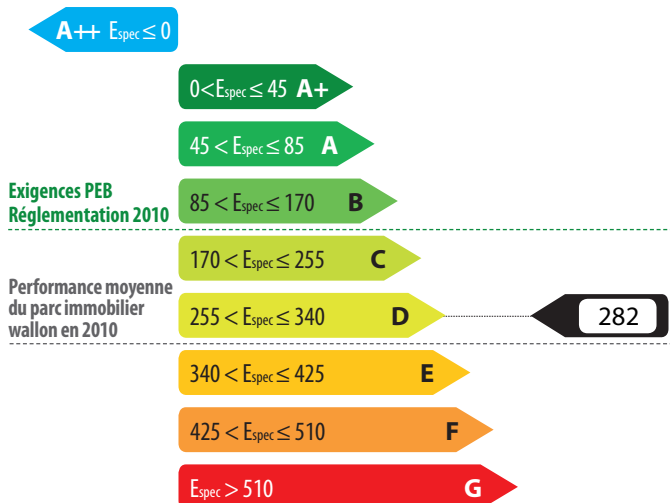 A++ Espec ≤ 0
0<Espec ≤ 45 A+
45 < Espec ≤ 85 A
Exigences PEB
Réglementation 2010
85 < Espec ≤ 170 B
170 < Espec ≤ 255 C
Performance moyenne
du parc immobilier
wallon en 2010
255 < Espec ≤ 340 D
282
340 < Espec ≤ 425 E
425 < Espec ≤ 510 F
Espec > 510 G